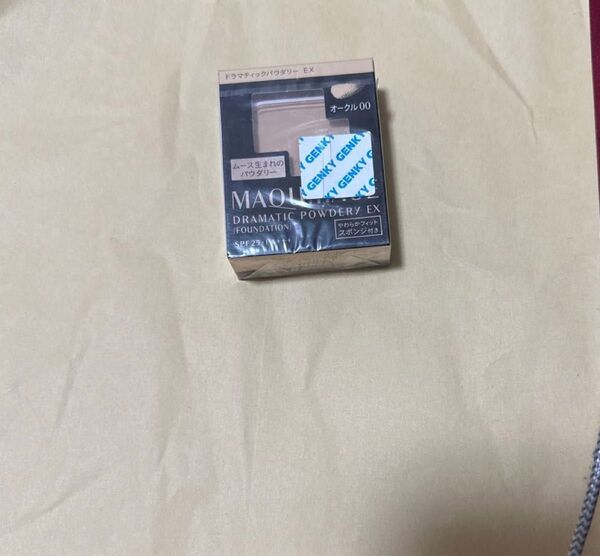 ドラマティックパウダリー EX
オークル00
GENKY GENKY
GENKY GENKY
ムース生まれの
パウダリー
MAQU
DRAMATIC POWDERY EX
(FOUNDATION)
やわらかフィット
スポンジ付き
SPF25